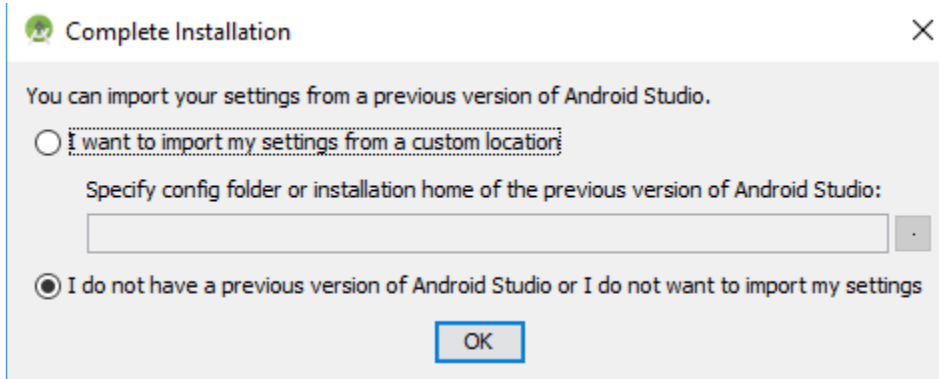 Complete Installation
You can import your settings from a previous version of Android Studio.
I want to import my settings from a custom location
Specify config folder or installation home of the previous version of Android Studio:
.
I do not have a previous version of Android Studio or I do not want to import my settings
OK